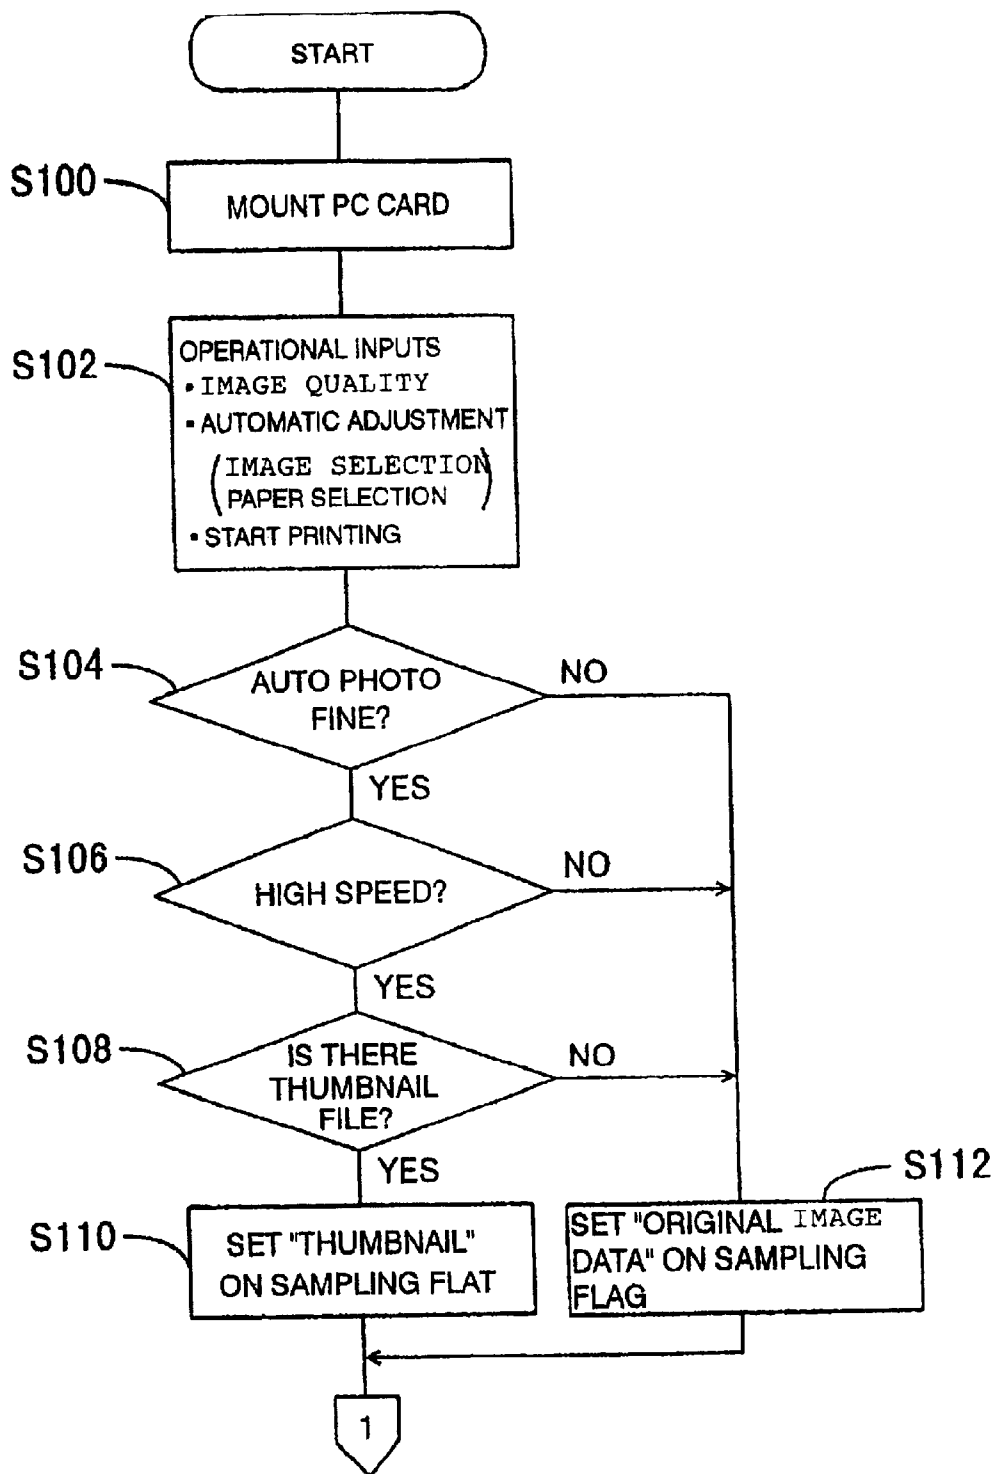 START
S100
MOUNT PC CARD
S102
OPERATIONAL INPUTS
• IMAGE QUALITY
• AUTOMATIC ADJUSTMENT
(IMAGE SELECTION
PAPER SELECTION)
• START PRINTING
S104
AUTO PHOTO
FINE?
NO
YES
S106
HIGH SPEED?
NO
YES
S108
IS THERE
THUMBNAIL
FILE?
NO
YES
S110
SET "THUMBNAIL"
ON SAMPLING FLAT
S112
SET "ORIGINAL IMAGE
DATA" ON SAMPLING
FLAG
1